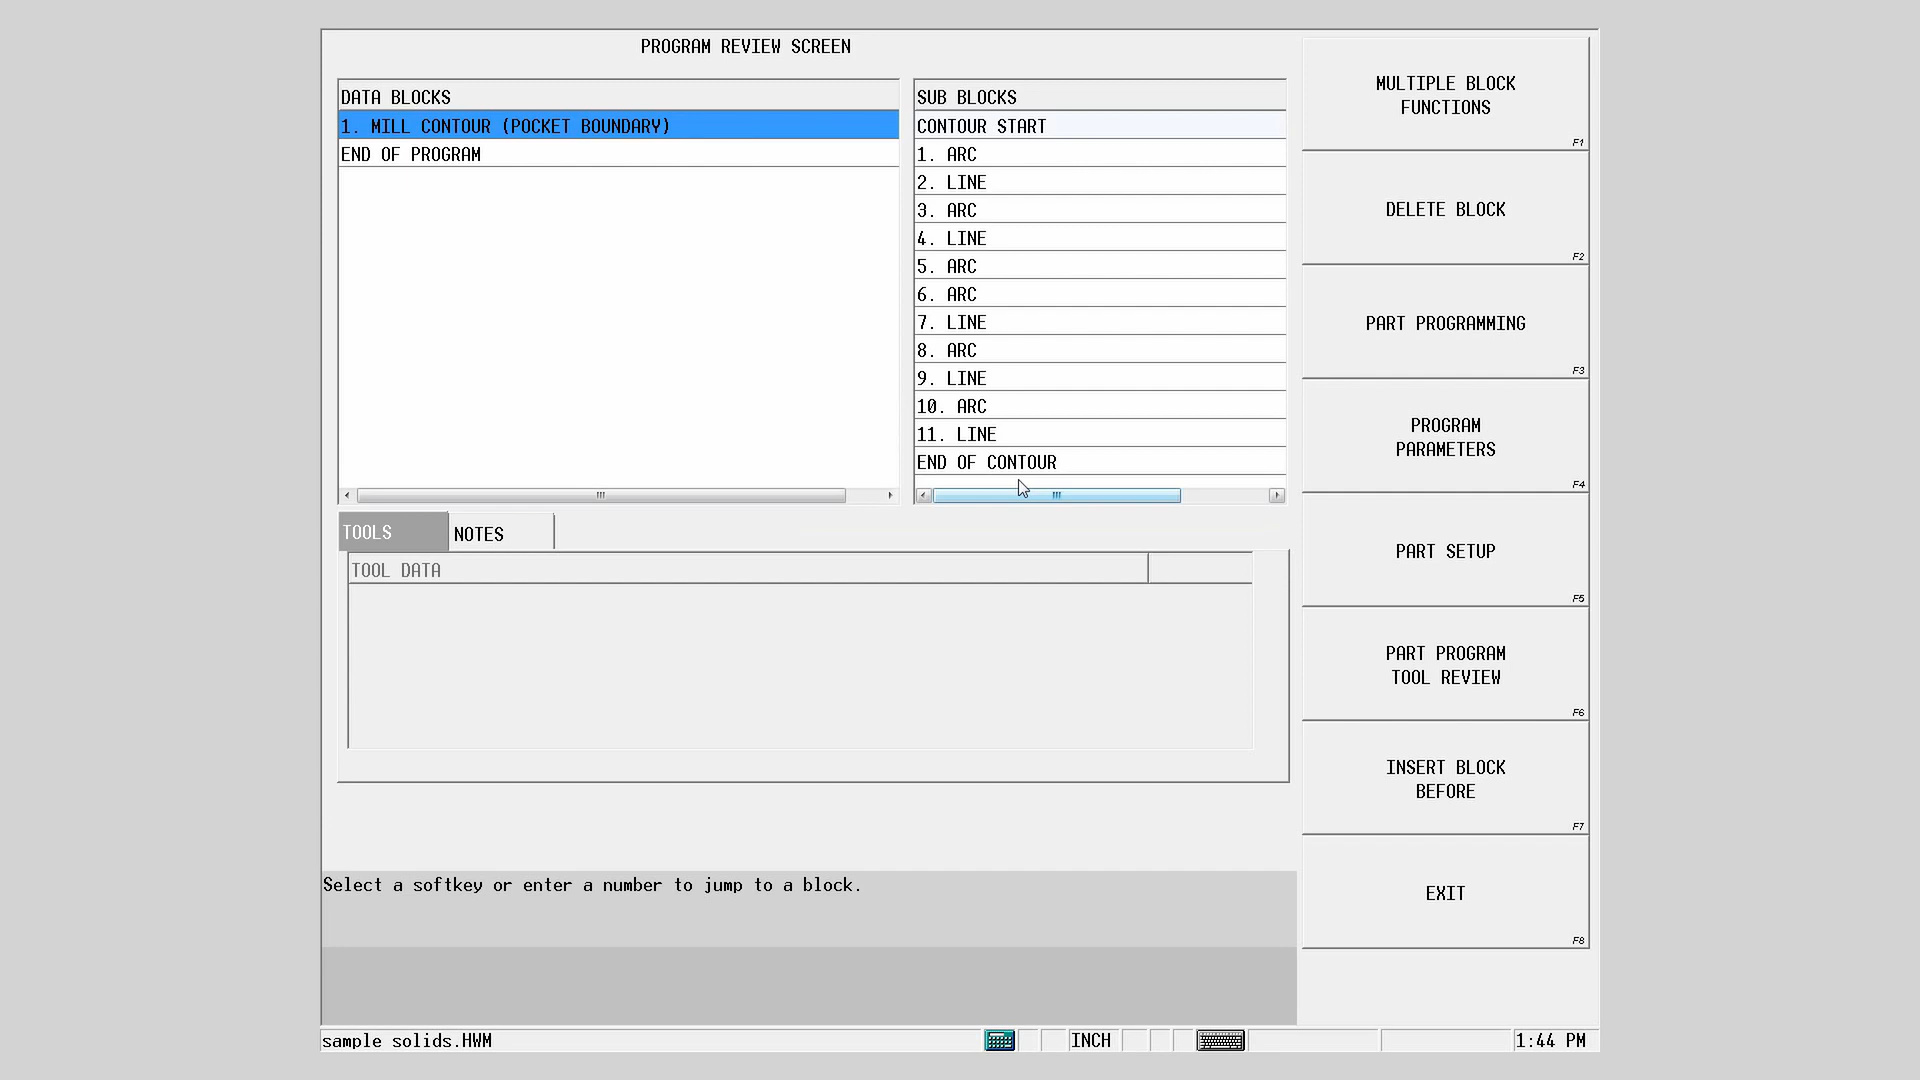 PROGRAM REVIEW SCREEN
DATA BLOCKS
1. MILL CONTOUR (POCKET BOUNDARY)
END OF PROGRAM
SUB BLOCKS
CONTOUR START
1. ARC
2. LINE
3. ARC
4. LINE
5. ARC
6. ARC
7. LINE
8. ARC
9. LINE
10. ARC
11. LINE
END OF CONTOUR
TOOLS
NOTES
TOOL DATA
MULTIPLE BLOCK
FUNCTIONS
F1
DELETE BLOCK
F2
PART PROGRAMMING
F3
PROGRAM
PARAMETERS
F4
PART SETUP
F5
PART PROGRAM
TOOL REVIEW
F6
INSERT BLOCK
BEFORE
F7
EXIT
F8
Select a softkey or enter a number to jump to a block.
sample solids.HWM
INCH
1:44 PM